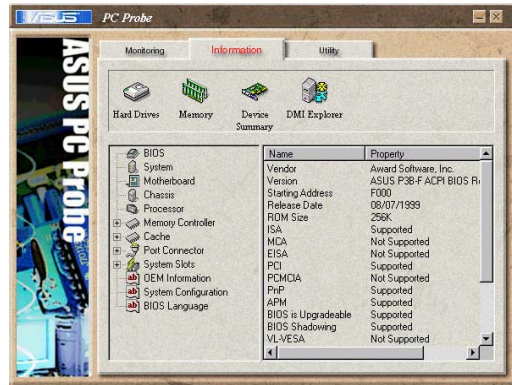 ASUS PC Probe
ASUS PC Probe
Monitoring Information Utility
Hard Drives Memory Device Summary DMI Explorer
BIOS
System
Motherboard
Chassis
Processor
Memory Controller
Cache
Port Connector
System Slots
OEM Information
System Configuration
BIOS Language
Name Property
Vendor Award Software, Inc.
Version ASUS P3B-F ACPI BIOS
Starting Address F000
Release Date 08/07/1999
ROM Size 256K
ISA Supported
MCA Not Supported
EISA Not Supported
PCI Supported
PCMCIA Not Supported
PnP Supported
APM Supported
BIOS is Upgradeable Supported
BIOS Shadowing Supported
VL-VESA Not Supported